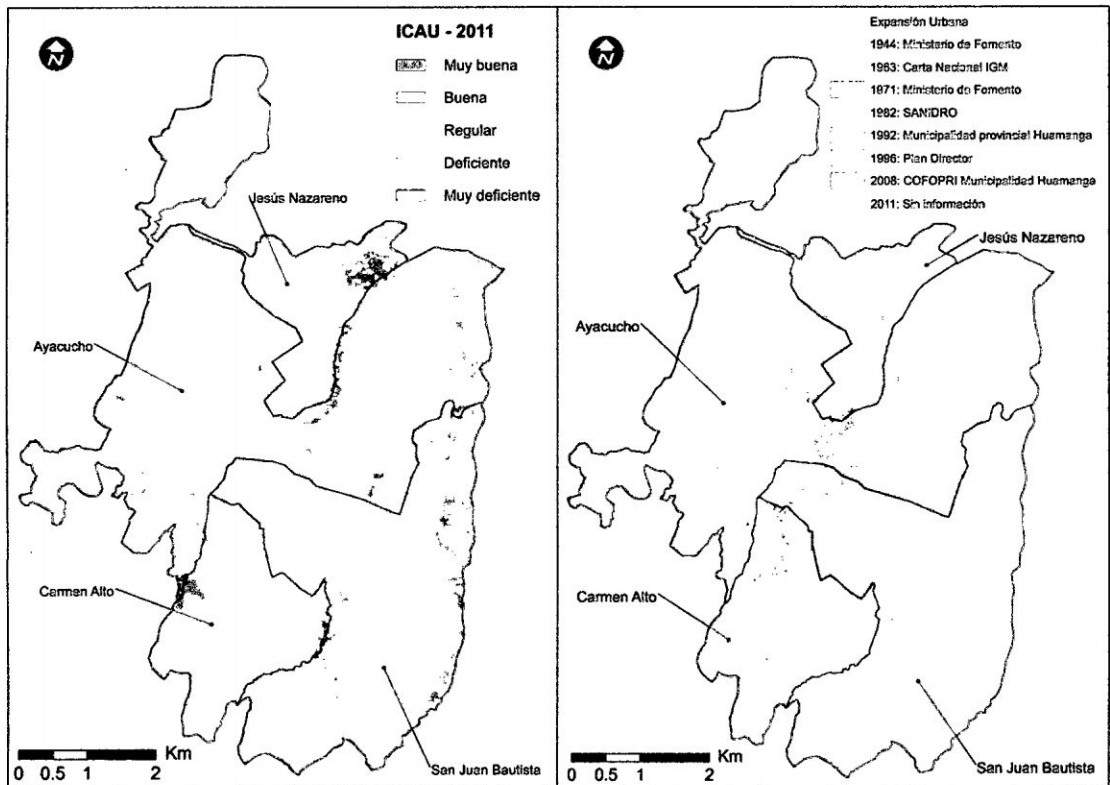 ICAU - 2011
Muy buena
Buena
Regular
Deficiente
Muy deficiente
N
Jesús Nazareno
Ayacucho
Carmen Alto
San Juan Bautista
Km
0 0.5 1 2
Expansión Urbana
1944: Ministerio de Fomento
1963: Carta Nacional IGM
1971: Ministerio de Fomento
1982: SANIDRO
1992: Municipalidad provincial Huamanga
1996: Plan Director
2008: COFOPRI Municipalidad Huamanga
2011: Sin información
N
Jesús Nazareno
Ayacucho
Carmen Alto
San Juan Bautista
Km
0 0.5 1 2